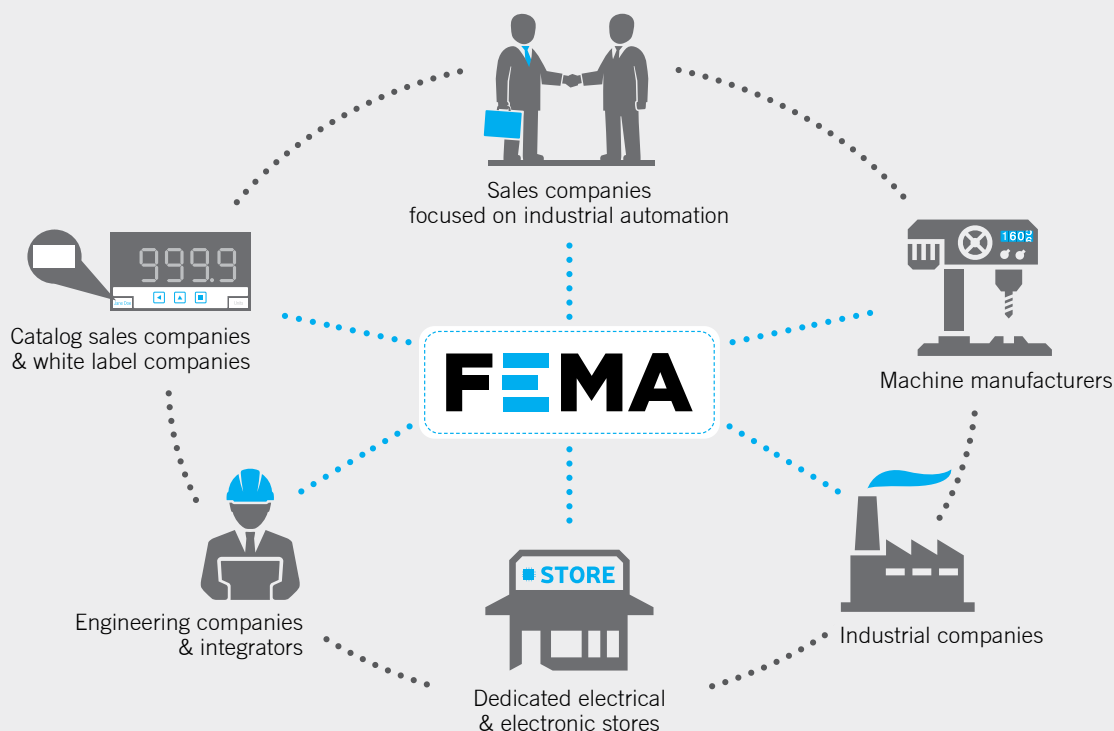 Sales companies
focused on industrial automation
999.9
Catalog sales companies
& white label companies
160
Machine manufacturers
FEMA
Engineering companies
& integrators
STORE
Dedicated electrical
& electronic stores
Industrial companies